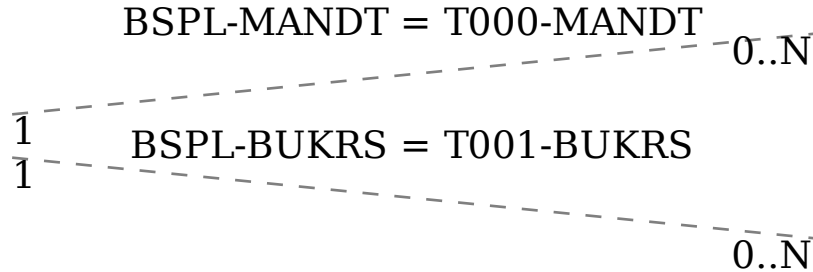 BSPL-MANDT = T000-MANDT
0..N
1
BSPL-BUKRS = T001-BUKRS
1
0..N